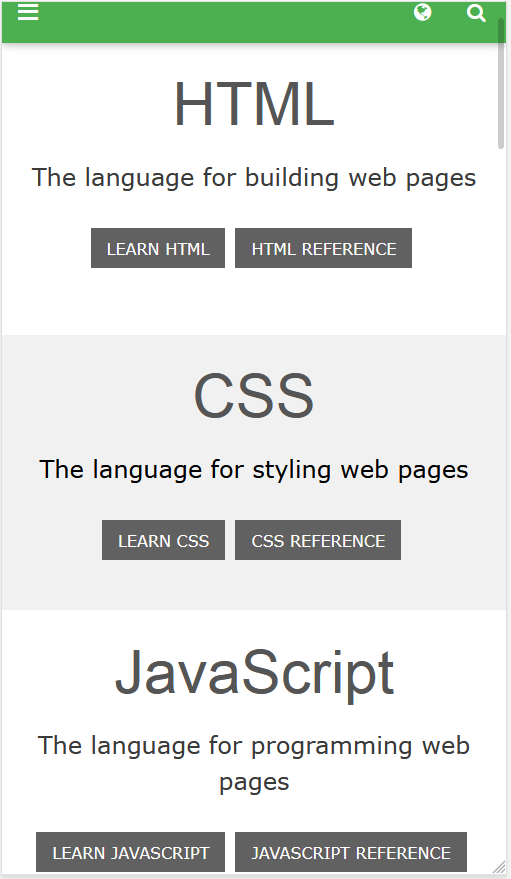 HTML
The language for building web pages
LEARN HTML HTML REFERENCE
CSS
The language for styling web pages
LEARN CSS CSS REFERENCE
JavaScript
The language for programming web
pages
LEARN JAVASCRIPT JAVASCRIPT REFERENCE